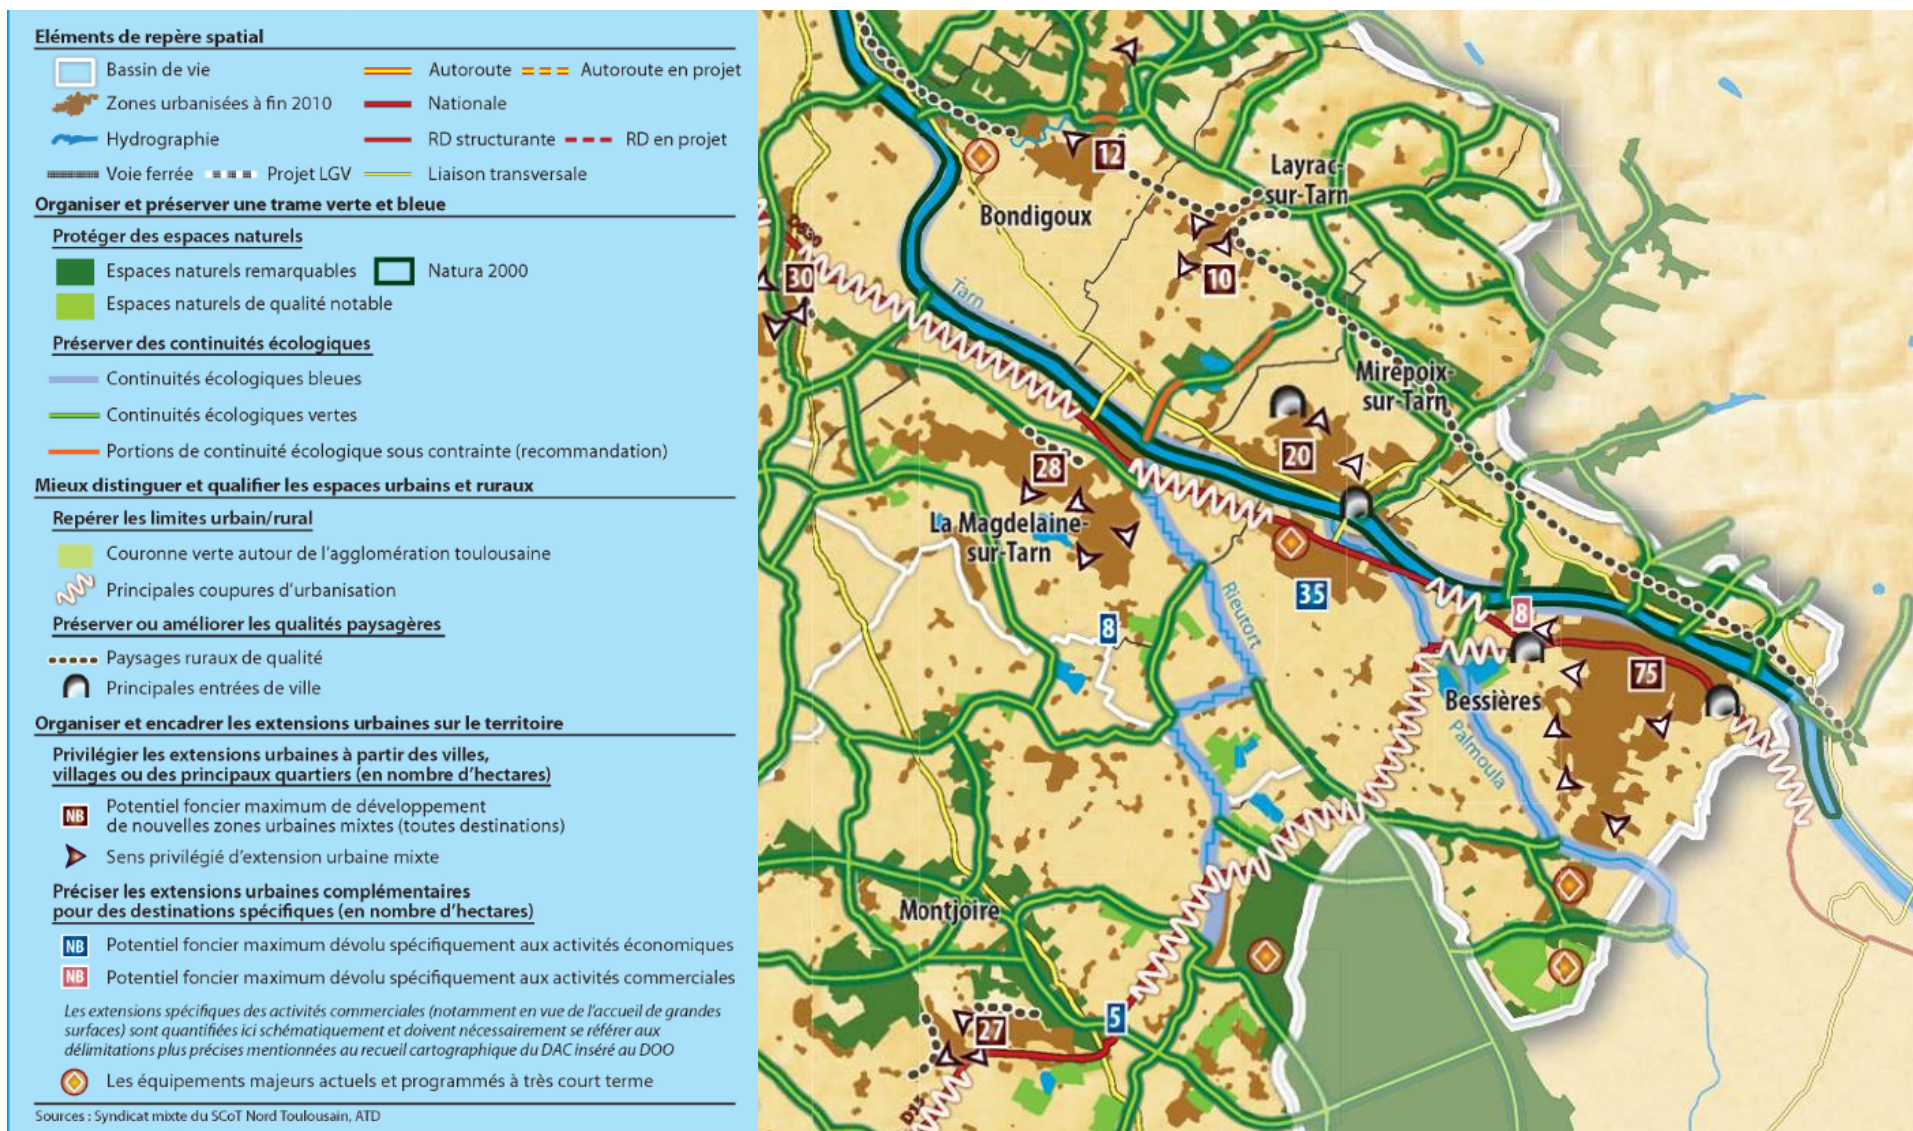 Eléments de repère spatial
Bassin de vie
Autoroute
Autoroute en projet
Zones urbanisées à fin 2010
Nationale
Hydrographie
RD structurante
RD en projet
Voie ferrée
Projet LGV
Liaison transversale
Organiser et préserver une trame verte et bleue
Protéger des espaces naturels
Espaces naturels remarquables
Natura 2000
Espaces naturels de qualité notable
Préserver des continuités écologiques
Continuités écologiques bleues
Continuités écologiques vertes
Portions de continuité écologique sous contrainte (recommandation)
Mieux distinguer et qualifier les espaces urbains et ruraux
Repérer les limites urbain/rural
Couronne verte autour de l'agglomération toulousaine
Principales coupures d'urbanisation
Préserver ou améliorer les qualités paysagères
Paysages ruraux de qualité
Principales entrées de ville
Organiser et encadrer les extensions urbaines sur le territoire
Privilégier les extensions urbaines à partir des villes,
villages ou des principaux quartiers (en nombre d'hectares)
NB
Potentiel foncier maximum de développement
de nouvelles zones urbaines mixtes (toutes destinations)
Sens privilégié d'extension urbaine mixte
Préciser les extensions urbaines complémentaires
pour des destinations spécifiques (en nombre d'hectares)
NB Potentiel foncier maximum dévolu spécifiquement aux activités économiques
NB Potentiel foncier maximum dévolu spécifiquement aux activités commerciales
Les extensions spécifiques des activités commerciales (notamment en vue de l'accueil de grandes
surfaces) sont quantifiées ici schématiquement et doivent nécessairement se référer aux
délimitations plus précises mentionnées au recueil cartographique du DAC inséré au DOO
Les équipements majeurs actuels et programmés à très court terme
Sources : Syndicat mixte du SCoT Nord Toulousain, ATD
12
Layrac-
sur-Tarn
Bondigoux
30
10
Tarn
Mirepoix-
sur-Tarn
20
28
La Magdelaine-
sur-Tarn
35
Rieutort
8
8
75
Bessières
Palmoula
Montjoire
5
27